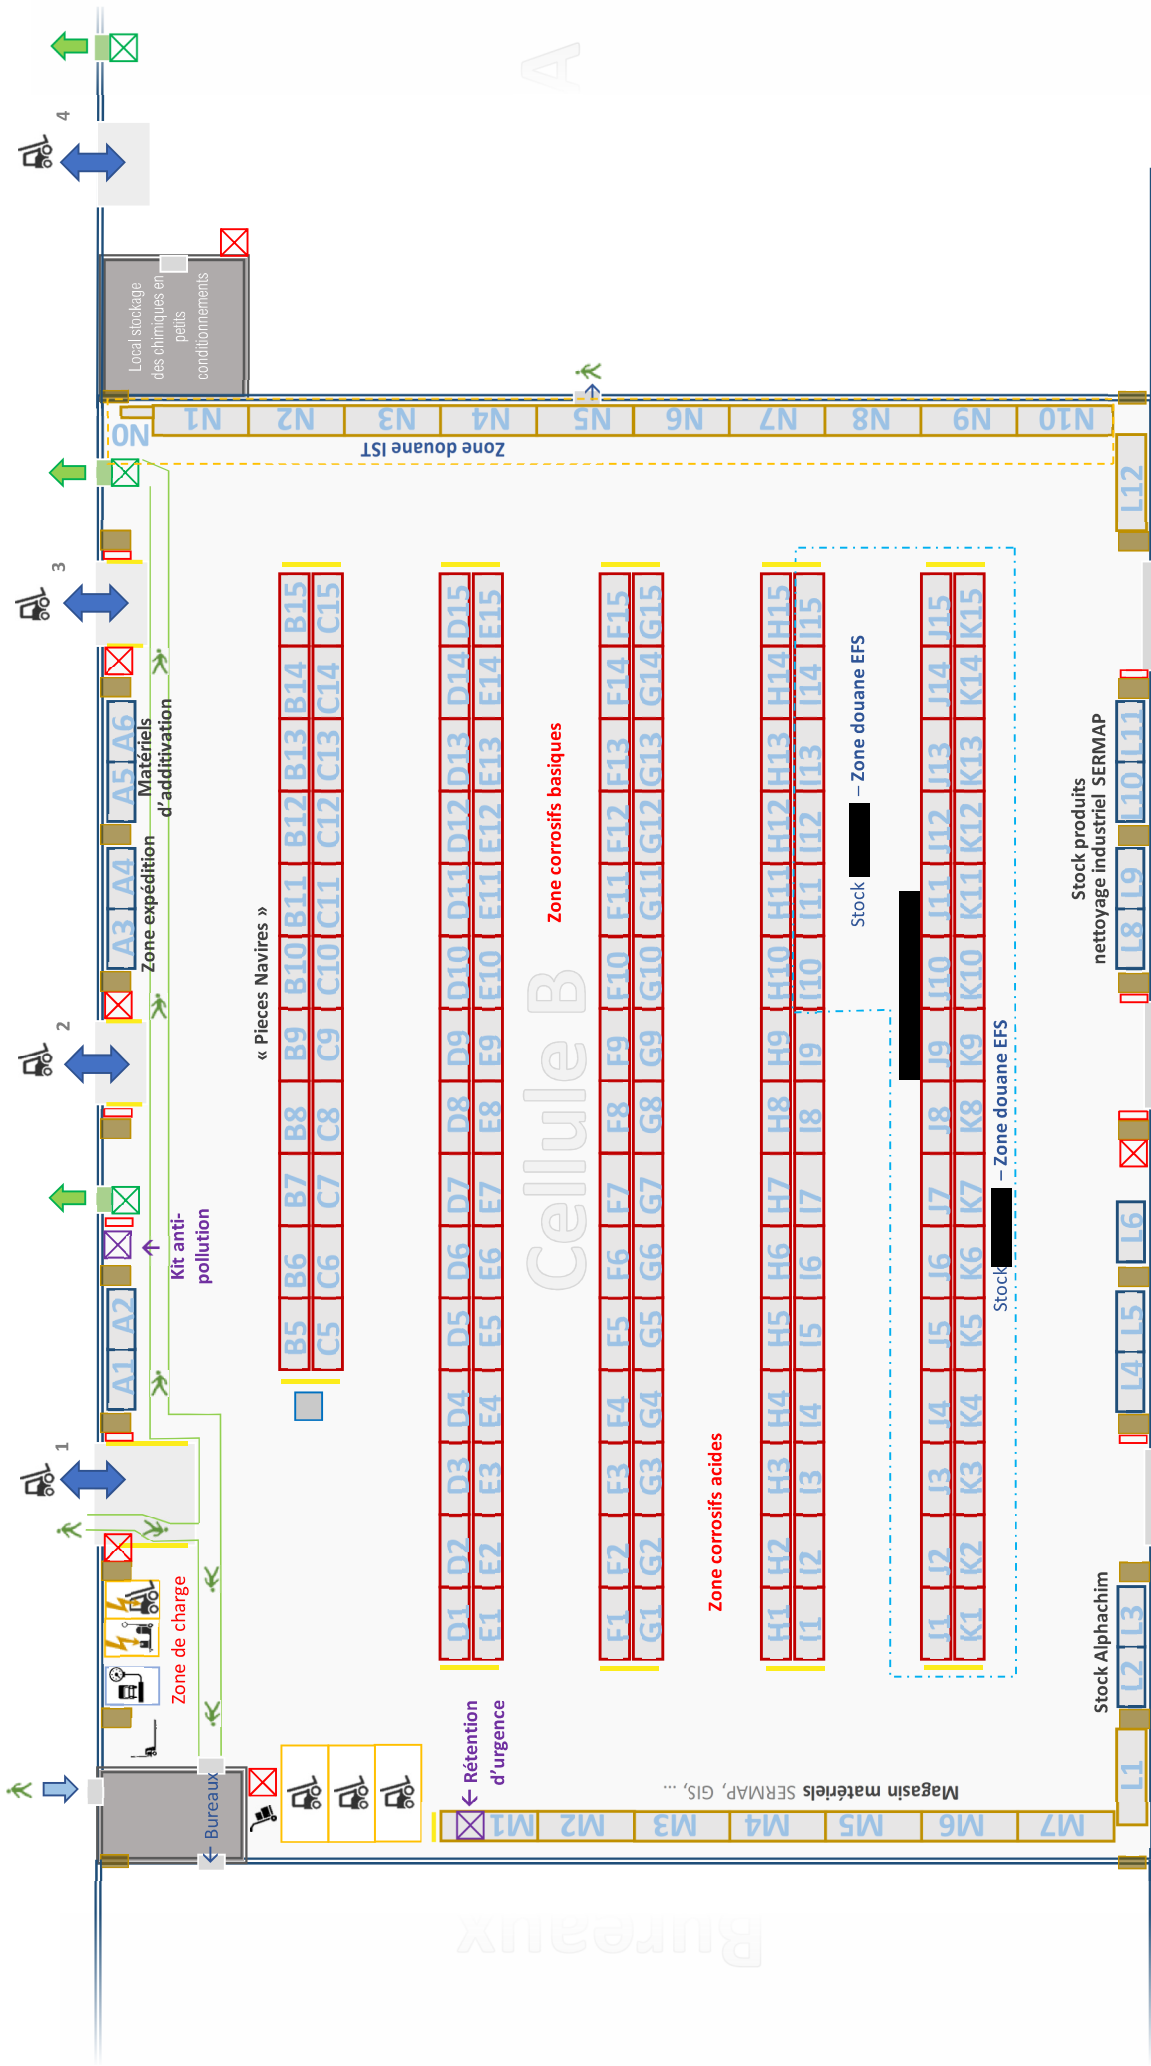 A
4
Local stockage
des chimiques en
petits
conditionnements
N0
N1
N2
N3
N4
N5
N6
N7
N8
N9
N10
Zone douane IST
L12
3
B15
C15
D15
E15
F15
G15
H15
I15
J15
K15
B14
C14
D14
E14
F14
G14
H14
I14
J14
K14
B13
C13
D13
E13
F13
G13
H13
I13
J13
K13
B12
C12
D12
E12
F12
G12
H12
I12
J12
K12
B11
C11
D11
E11
F11
G11
H11
I11
J11
K11
B10
C10
D10
E10
F10
G10
H10
I10
J10
K10
B9
C9
D9
E9
F9
G9
H9
I9
J9
K9
B8
C8
D8
E8
F8
G8
H8
I8
J8
K8
B7
C7
D7
E7
F7
G7
H7
I7
J7
K7
B6
C6
D6
E6
F6
G6
H6
I6
J6
K6
B5
C5
D5
E5
F5
G5
H5
I5
J5
K5
D4
E4
F4
G4
H4
I4
J4
K4
D3
E3
F3
G3
H3
I3
J3
K3
D2
E2
F2
G2
H2
I2
J2
K2
D1
E1
F1
G1
H1
I1
J1
K1
A6
A5
Matériels
d'additivation
A4
A3
Zone expédition
2
« Pieces Navires »
Zone corrosifs basiques
Cellule B
Stock – Zone douane EFS
Stock – Zone douane EFS
Stock produits
nettoyage industriel SERMAP
L11
L10
L9
L8
L6
L5
L4
Kit anti-
pollution
A2
A1
1
Zone corrosifs acides
Zone de charge
Stock Alphachim
L3
L2
L1
← Rétention
d'urgence
← Bureaux
Magasin matériels SERMAP, GIS, ...
M1
M2
M3
M4
M5
M6
M7
Bureaux